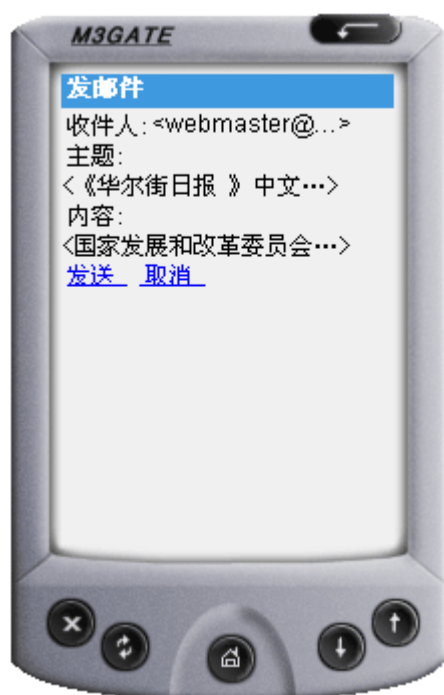 M3GATE
发邮件
收件人: <webmaster@...>
主题:
<《华尔街日报 》中文…>
内容:
<国家发展和改革委员会…>
发送 取消